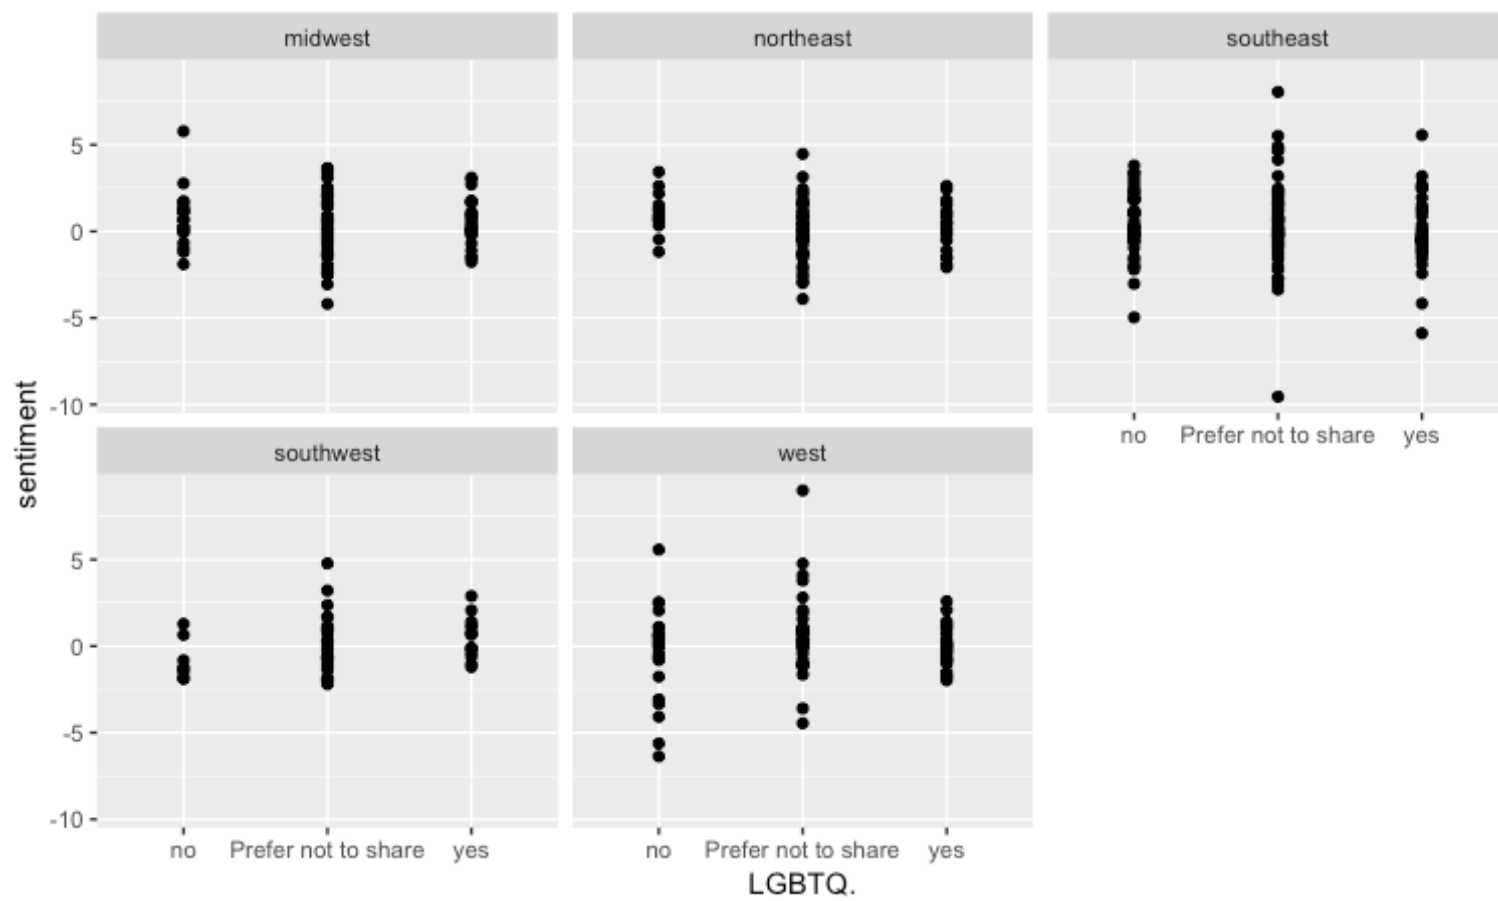 midwest northeast southeast
5
0
-5
-10
no Prefer not to share yes
southwest west
5
0
-5
-10
no Prefer not to share yes no Prefer not to share yes
LGBTQ.
sentiment